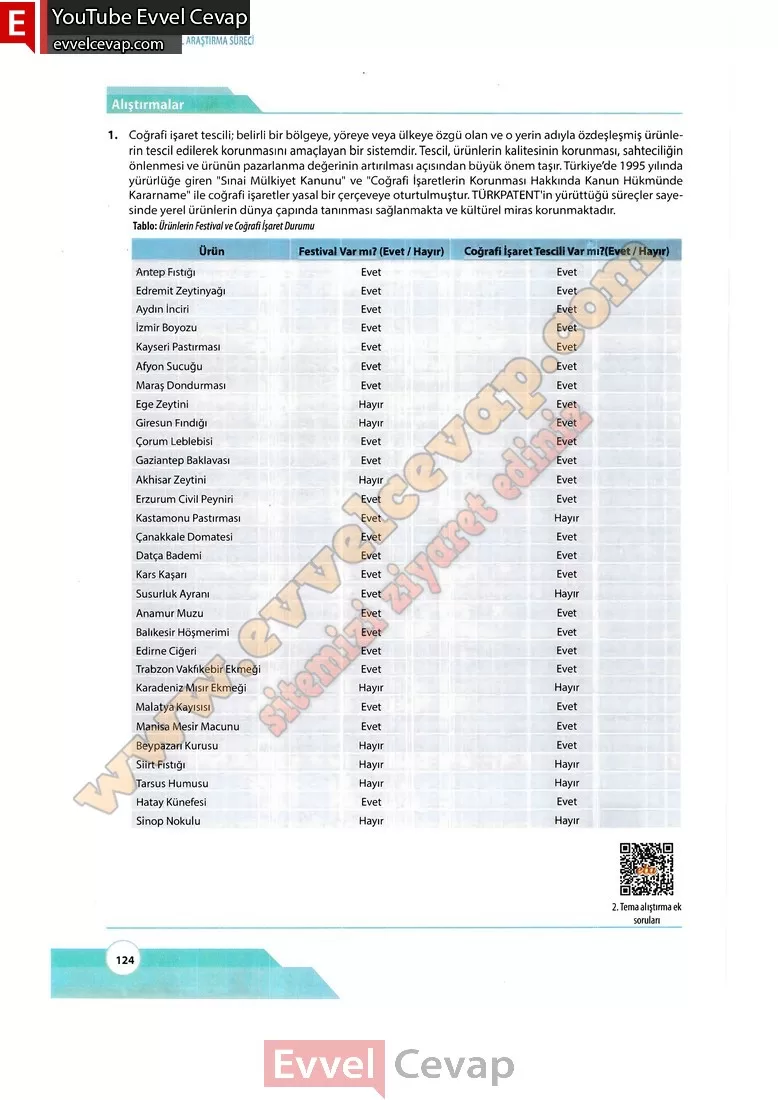 E
YouTube Evvel Cevap
evvelcevap.com
. ARAŞTIRMA SÜRECİ
Alıştırmalar
1. Coğrafi işaret tescili; belirli bir bölgeye, yöreye veya ülkeye özgü olan ve o yerin adıyla özdeşleşmiş ürünle-
rin tescil edilerek korunmasını amaçlayan bir sistemdir. Tescil, ürünlerin kalitesinin korunması, sahteciliğin
önlenmesi ve ürünün pazarlanma değerinin artırılması açısından büyük önem taşır. Türkiye'de 1995 yılında
yürürlüğe giren "Sınai Mülkiyet Kanunu" ve "Coğrafi İşaretlerin Korunması Hakkında Kanun Hükmünde
Kararname" ile coğrafi işaretler yasal bir çerçeveye oturtulmuştur. TÜRKPATENT'in yürüttüğü süreçler saye-
sinde yerel ürünlerin dünya çapında tanınması sağlanmakta ve kültürel miras korunmaktadır.
Tablo: Ürünlerin Festival ve Coğrafi İşaret Durumu
Ürün Festival Var mı? (Evet / Hayır) Coğrafi İşaret Tescili Var mı?(Evet / Hayır)
Antep Fıstığı Evet Evet
Edremit Zeytinyağı Evet Evet
Aydın İnciri Evet Evet
İzmir Boyozu Evet Evet
Kayseri Pastırması Evet Evet
Afyon Sucuğu Evet Evet
Maraş Dondurması Evet Evet
Ege Zeytini Hayır Evet
Giresun Fındığı Hayır Evet
Çorum Leblebisi Evet Evet
Gaziantep Baklavası Evet Evet
Akhisar Zeytini Hayır Evet
Erzurum Civil Peyniri Evet Evet
Kastamonu Pastırması Evet Hayır
Çanakkale Domatesi Evet Evet
Datça Bademi Evet Evet
Kars Kaşarı Evet Evet
Susurluk Ayranı Evet Hayır
Anamur Muzu Evet Evet
Balıkesir Höşmerimi Evet Evet
Edirne Ciğeri Evet Evet
Trabzon Vakfıkebir Ekmeği Evet Evet
Karadeniz Mısır Ekmeği Hayır Hayır
Malatya Kayısısı Evet Evet
Manisa Mesir Macunu Evet Evet
Beypazarı Kurusu Hayır Evet
Siirt Fıstığı Hayır Hayır
Tarsus Humusu Hayır Hayır
Hatay Künefesi Evet Evet
Sinop Nokulu Hayır Hayır
www.evvelcevap.com
sitemizi ziyaret ediniz
eba
2. Tema alıştırma ek
soruları
124
Evvel Cevap